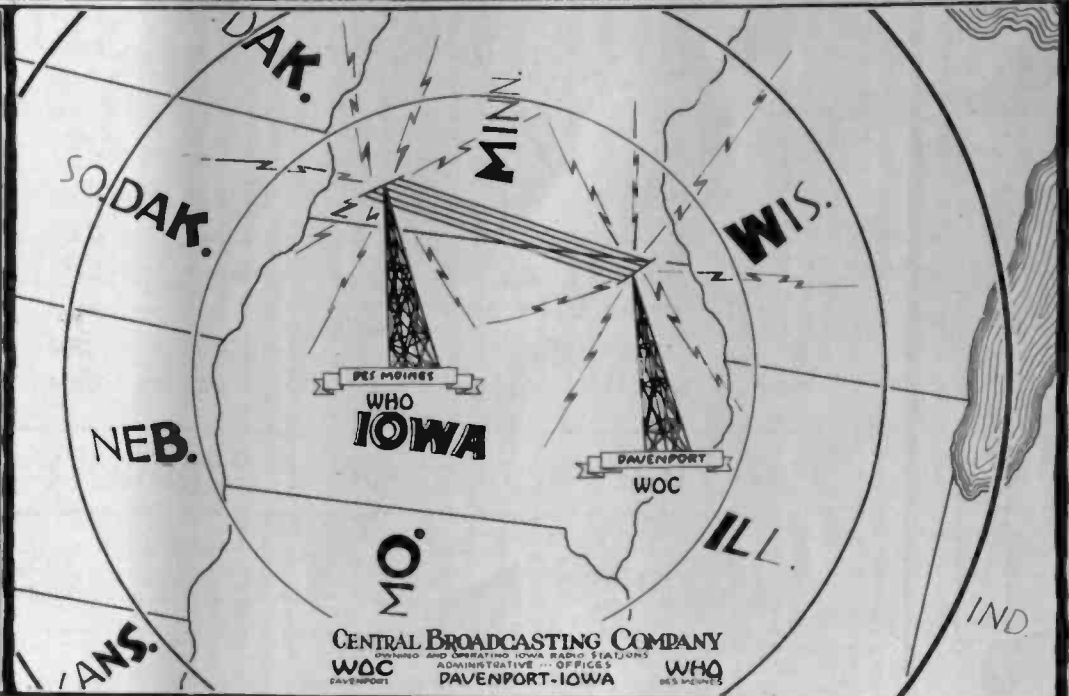 DAK.
MINN.
SO.DAK.
WIS.
DES MOINES
WHO
IOWA
NEB.
DAVENPORT
WOC
MO.
ILL.
IND.
KANS.
CENTRAL BROADCASTING COMPANY
OWNING AND OPERATING IOWA RADIO STATIONS
WOC ADMINISTRATIVE ... OFFICES WHO
DAVENPORT DAVENPORT-IOWA DES MOINES